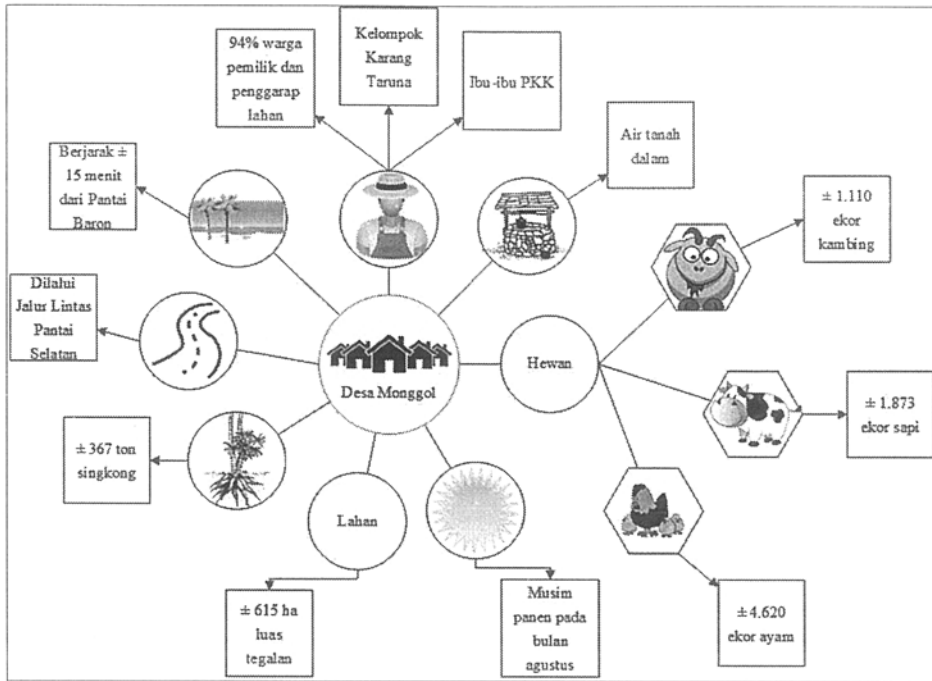 94% warga
pemilik dan
penggarap
lahan
Kelompok
Karang
Taruna
Ibu-ibu PKK
Air tanah
dalam
Berjarak ±
15 menit
dari Pantai
Baron
± 1.110
ekor
kambing
Dilalui
Jalur Lintas
Pantai
Selatan
Desa Monggol
Hewan
± 1.873
ekor sapi
± 367 ton
singkong
Lahan
± 615 ha
luas
tegalan
Musim
panen pada
bulan
agustus
± 4.620
ekor ayam